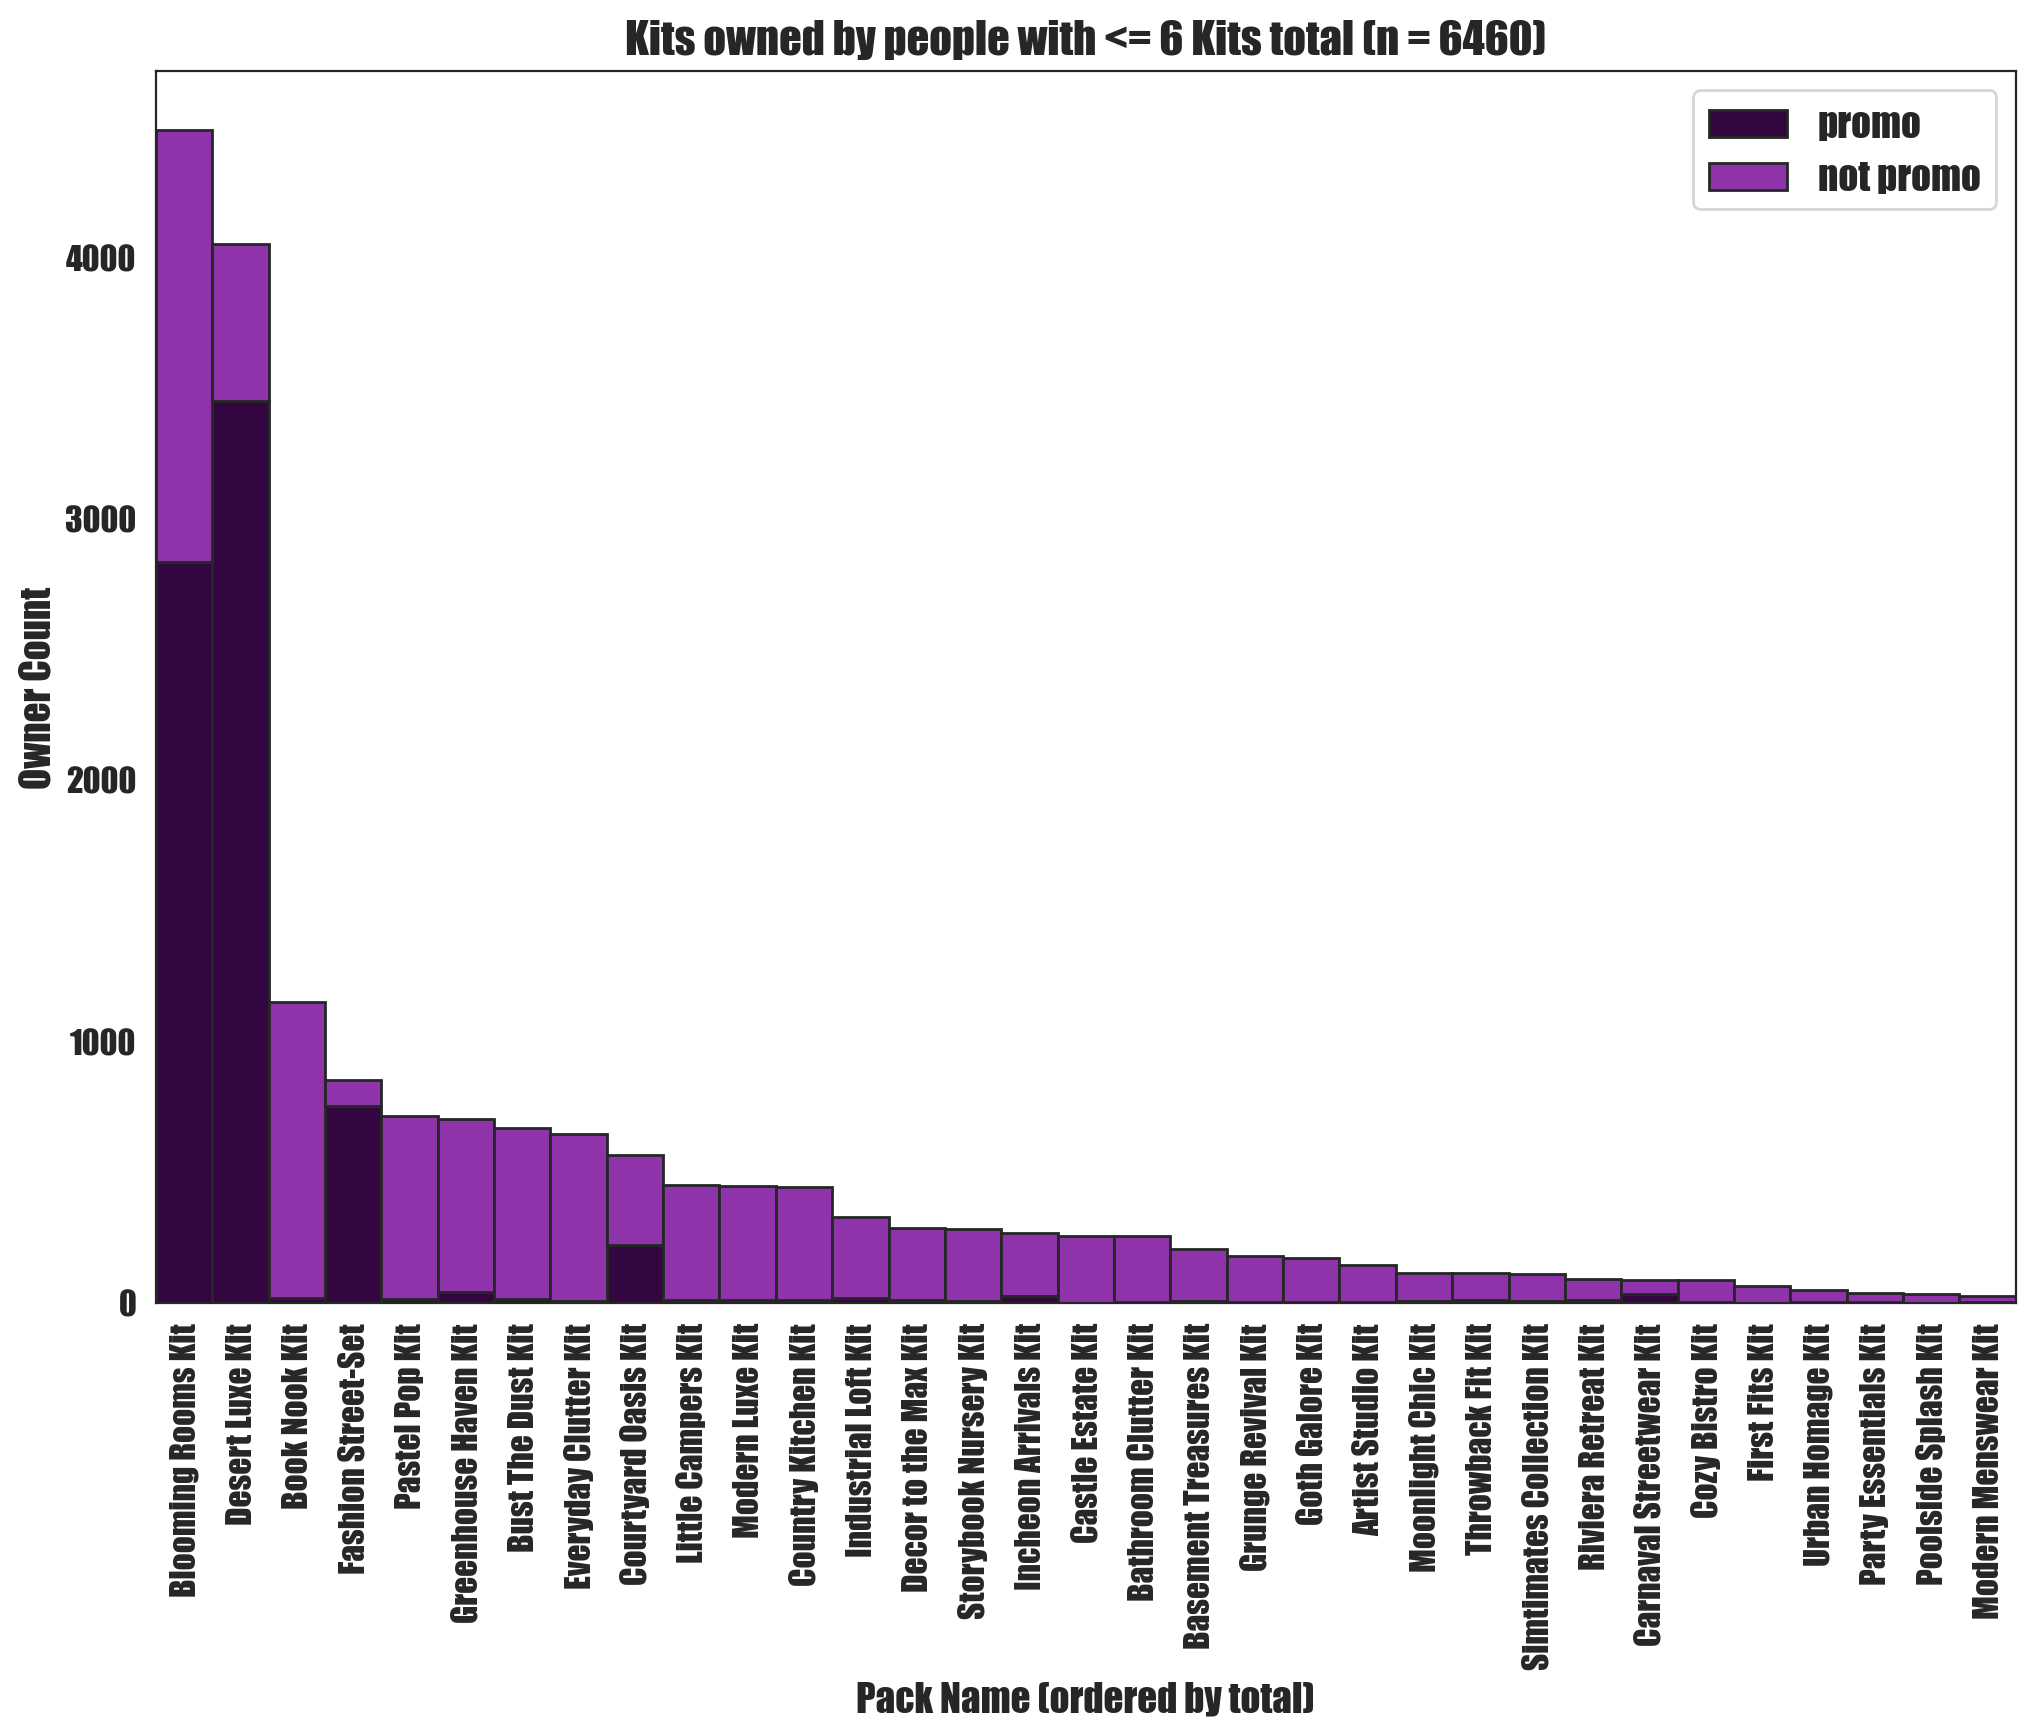 Kits owned by people with <= 6 Kits total (n = 6460)
promo
not promo
Owner Count
4000
3000
2000
1000
0
Blooming Rooms Kit
Desert Luxe Kit
Book Nook Kit
Fashion Street-Set
Pastel Pop Kit
Greenhouse Haven Kit
Bust The Dust Kit
Everyday Clutter Kit
Courtyard Oasis Kit
Little Campers Kit
Modern Luxe Kit
Country Kitchen Kit
Industrial Loft Kit
Decor to the Max Kit
Storybook Nursery Kit
Incheon Arrivals Kit
Castle Estate Kit
Bathroom Clutter Kit
Basement Treasures Kit
Grunge Revival Kit
Goth Galore Kit
Artist Studio Kit
Moonlight Chic Kit
Throwback Fit Kit
Simtimates Collection Kit
Riviera Retreat Kit
Carnaval Streetwear Kit
Cozy Bistro Kit
First Fits Kit
Urban Homage Kit
Party Essentials Kit
Poolside Splash Kit
Modern Menswear Kit
Pack Name (ordered by total)